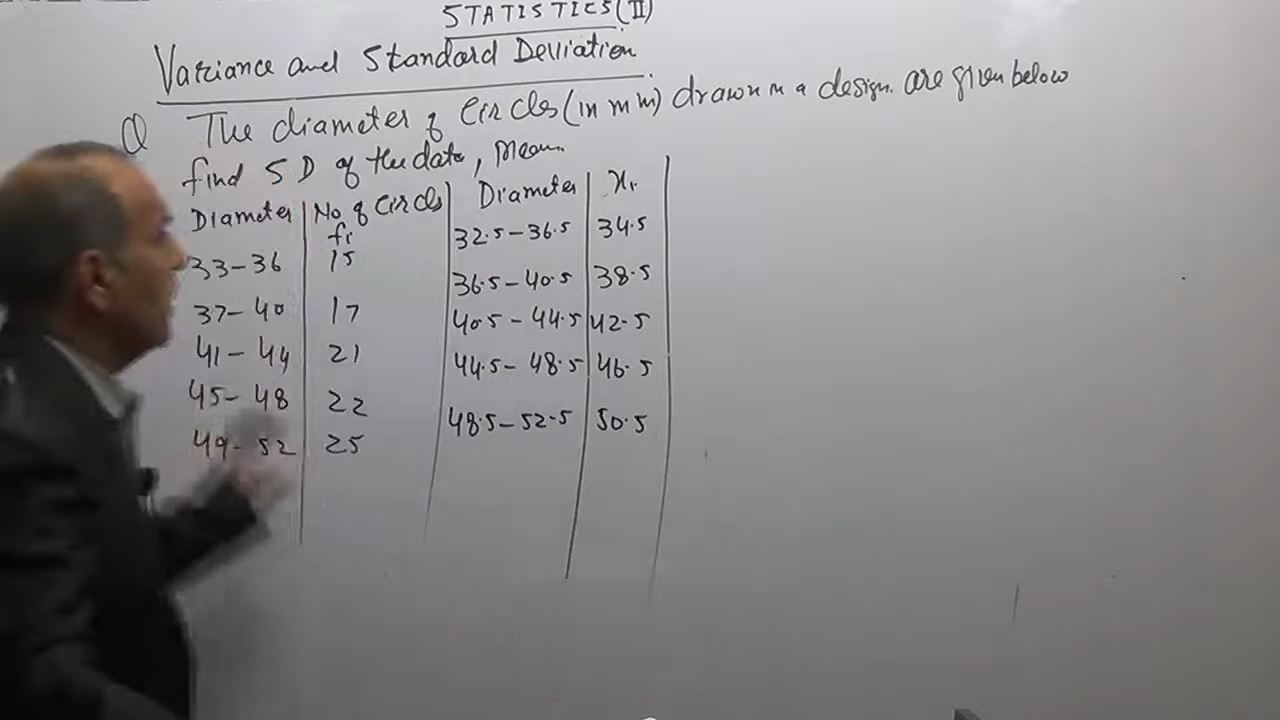 STATISTICS(II)
Variance and Standard Deviation
Q The diameter of circles (in mm) drawn in a design. are given below
find SD of the data, Mean.
Diameter No of circls Diameter xi
fi
33-36 15 32.5-36.5 34.5
37-40 17 36.5-40.5 38.5
41-44 21 40.5-44.5 42.5
45-48 22 44.5-48.5 46.5
49-52 25 48.5-52.5 50.5